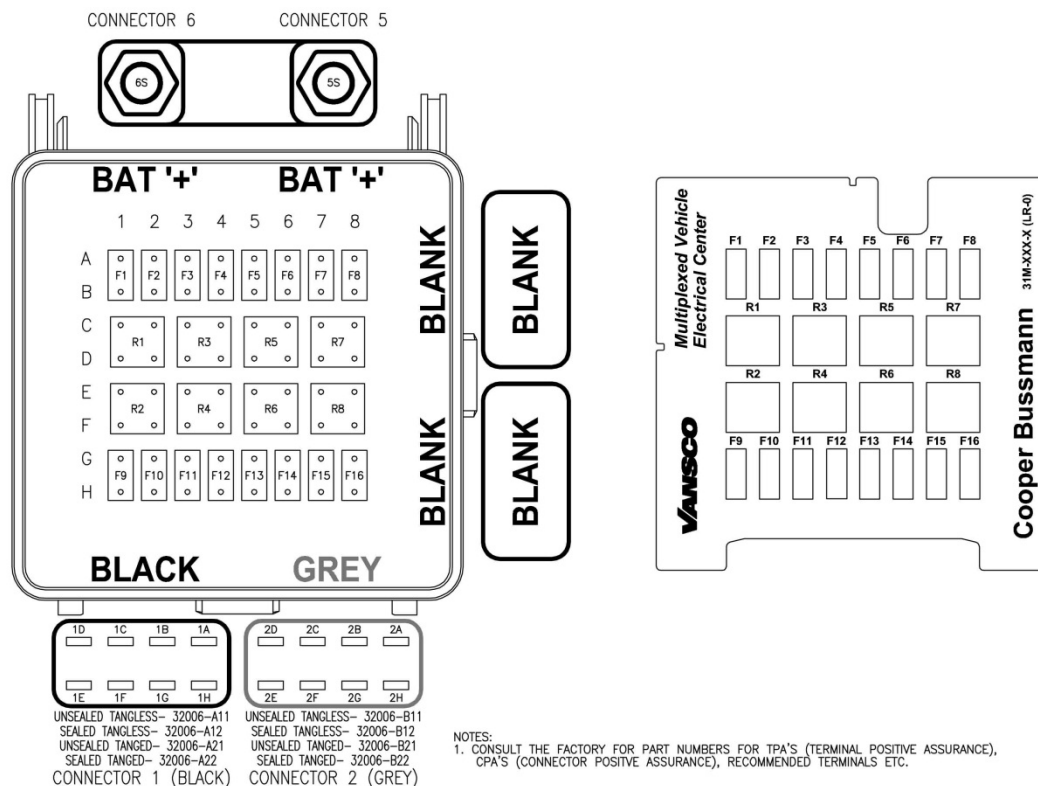 CONNECTOR 6
CONNECTOR 5
6S
5S
BAT '+'
BAT '+'
1 2 3 4 5 6 7 8
A
F1 F2 F3 F4 F5 F6 F7 F8
B
C
R1 R3 R5 R7
D
E
R2 R4 R6 R8
F
G
F9 F10 F11 F12 F13 F14 F15 F16
H
BLANK
BLANK
BLANK
BLANK
BLACK
GREY
1D 1C 1B 1A
1E 1F 1G 1H
UNSEALED TANGLESS- 32006-A11
SEALED TANGLESS- 32006-A12
UNSEALED TANGED- 32006-A21
SEALED TANGED- 32006-A22
CONNECTOR 1 (BLACK)
2D 2C 2B 2A
2E 2F 2G 2H
UNSEALED TANGLESS- 32006-B11
SEALED TANGLESS- 32006-B12
UNSEALED TANGED- 32006-B21
SEALED TANGED- 32006-B22
CONNECTOR 2 (GREY)
Multiplexed Vehicle
Electrical Center
VANSCO
F1 F2 F3 F4 F5 F6 F7 F8
R1 R3 R5 R7
R2 R4 R6 R8
F9 F10 F11 F12 F13 F14 F15 F16
31M-XXX-X (LR-0)
Cooper Bussmann
NOTES:
1. CONSULT THE FACTORY FOR PART NUMBERS FOR TPA'S (TERMINAL POSITIVE ASSURANCE),
CPA'S (CONNECTOR POSITVE ASSURANCE), RECOMMENDED TERMINALS ETC.